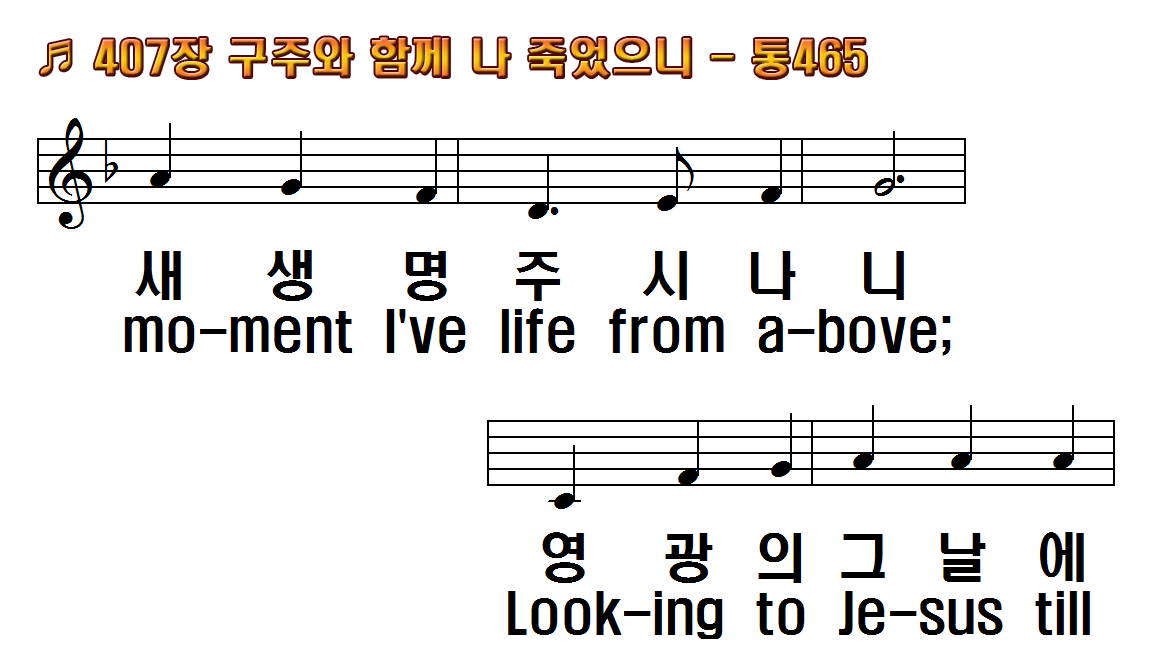 ♬ 407장 구주와 함께 나 죽었으니 - 통465
새 생 명 주 시 나 니
mo-ment I've life from a-bove;
영 광 의 그 날 에
Look-ing to Je-sus till